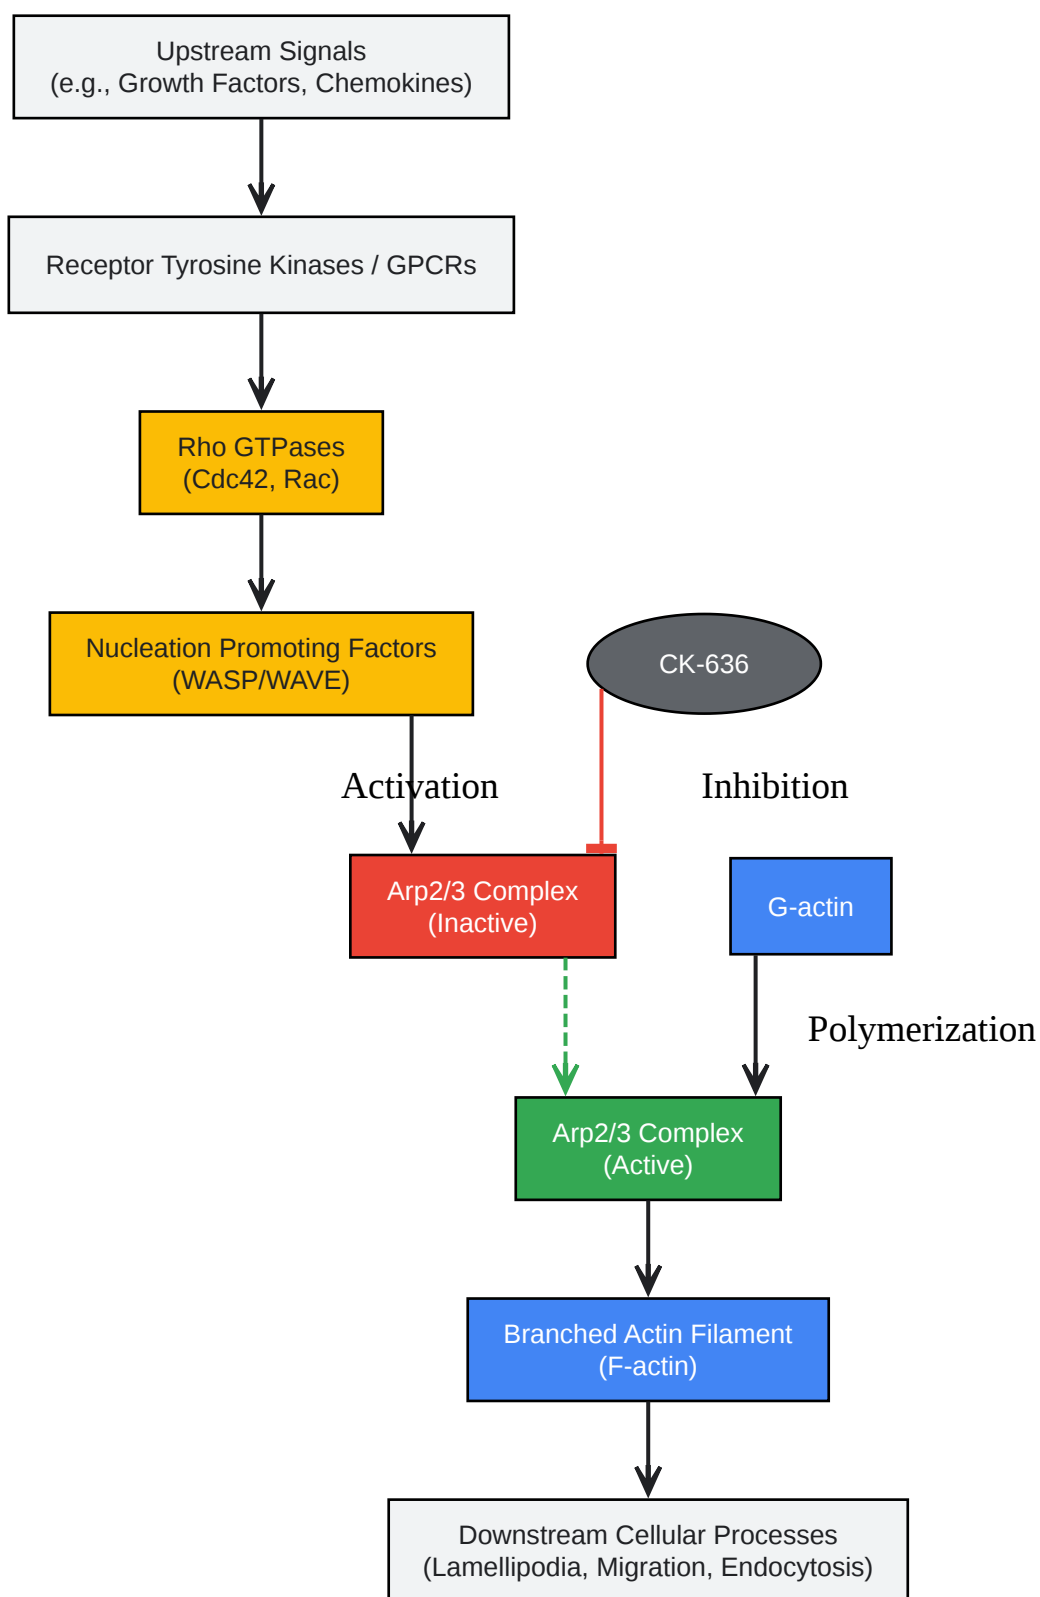 Upstream Signals
(e.g., Growth Factors, Chemokines)
Receptor Tyrosine Kinases / GPCRs
Rho GTPases
(Cdc42, Rac)
Nucleation Promoting Factors
(WASP/WAVE)
CK-636
Activation
Inhibition
Arp2/3 Complex
(Inactive)
G-actin
Polymerization
Arp2/3 Complex
(Active)
Branched Actin Filament
(F-actin)
Downstream Cellular Processes
(Lamellipodia, Migration, Endocytosis)